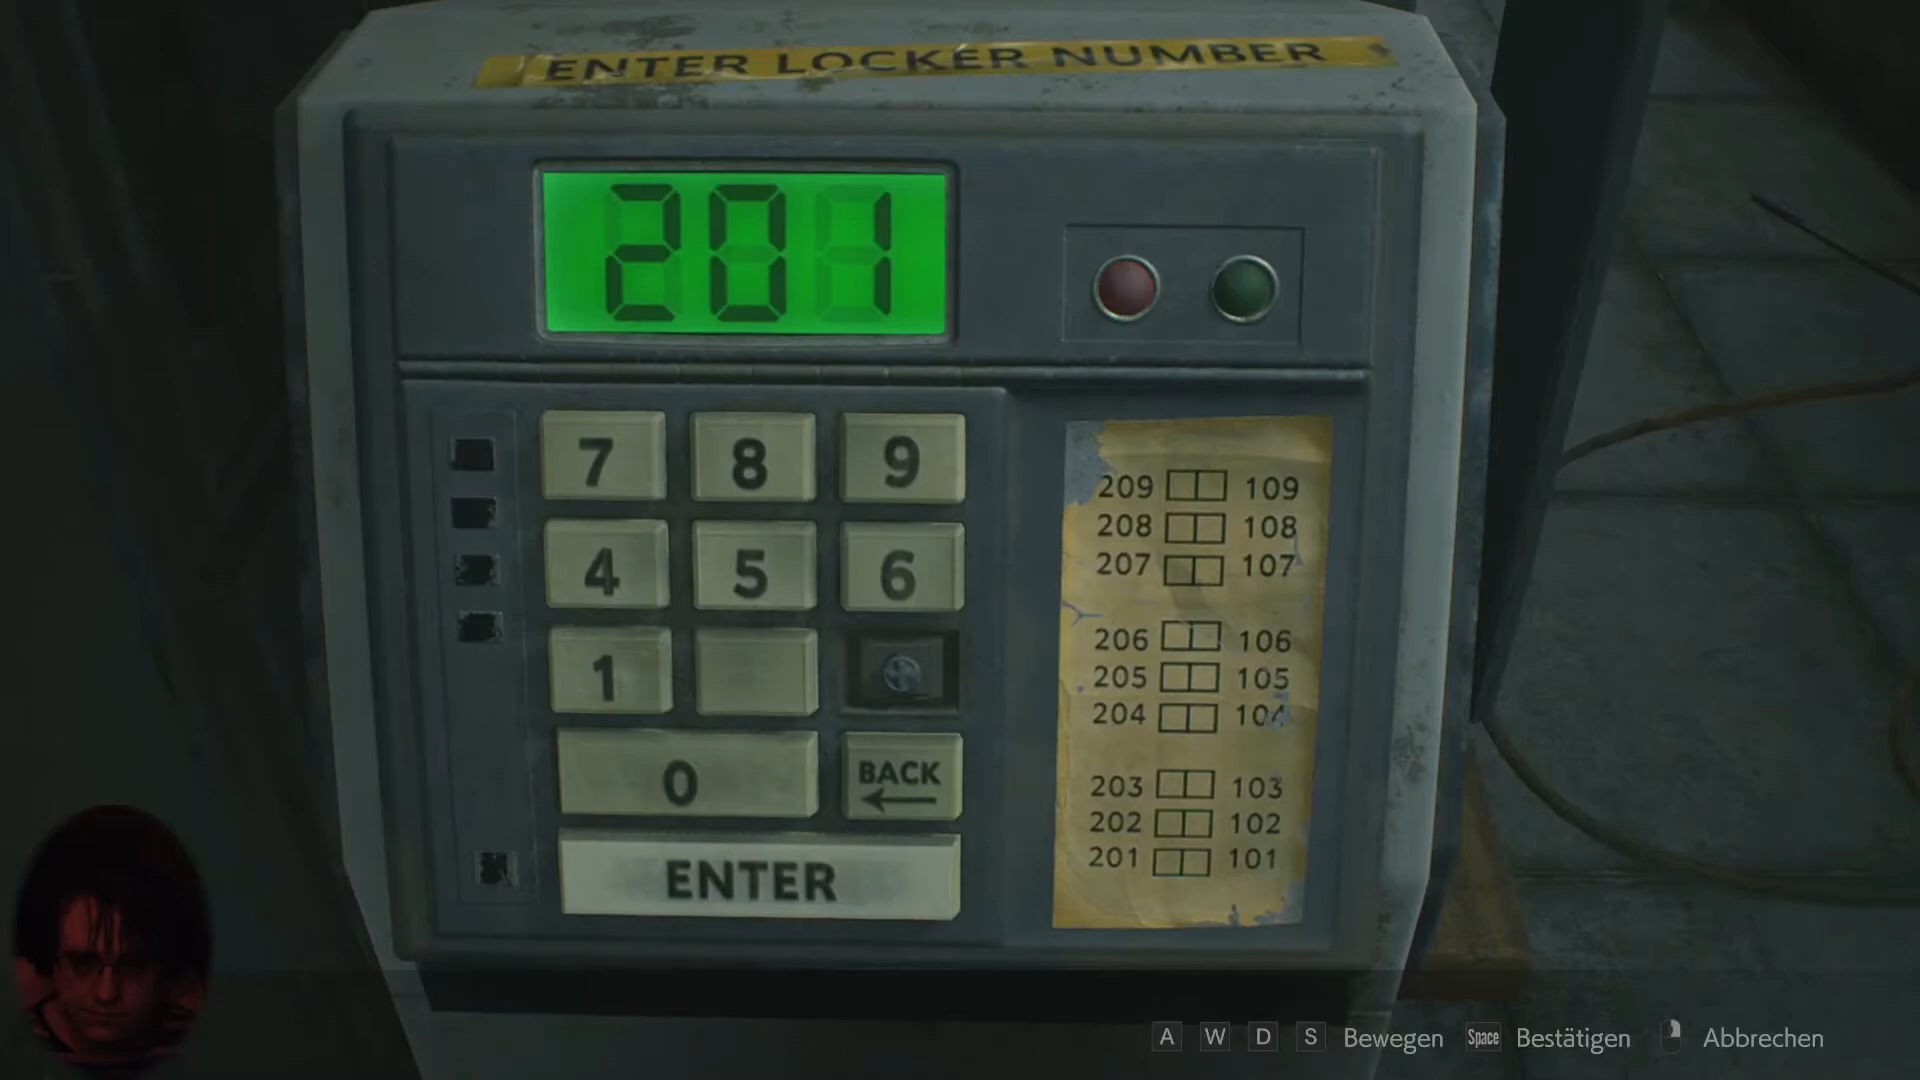 ENTER LOCKER NUMBER
201
7 8 9
4 5 6
1
0 BACK
ENTER
209 109
208 108
207 107
206 106
205 105
204 104
203 103
202 102
201 101
A W D S Bewegen Space Bestätigen Abbrechen